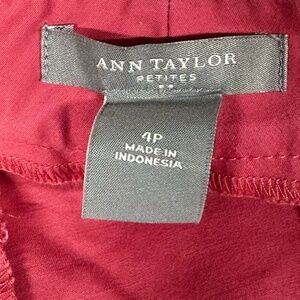 ANN TAYLOR
PETITES
4P
MADE IN
INDONESIA